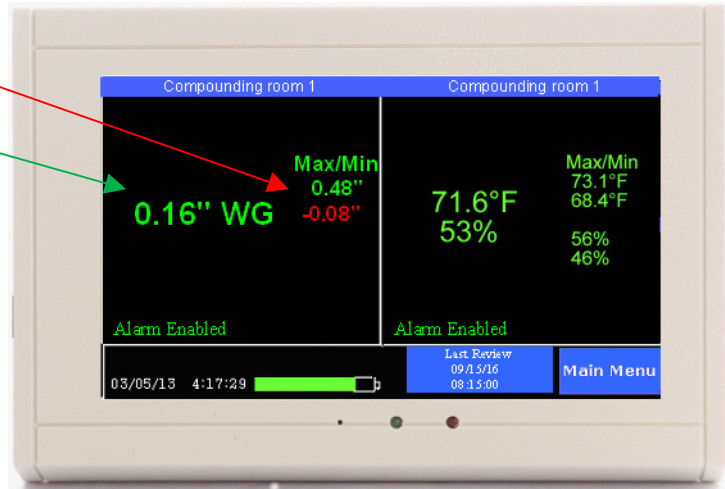 Compounding room 1
Max/Min
0.48"
0.16" WG
-0.08"
Alarm Enabled
Compounding room 1
Max/Min
73.1°F
71.6°F
68.4°F
53%
56%
46%
Alarm Enabled
03/05/13 4:17:29
Last Review
09/15/16
08:15:00
Main Menu